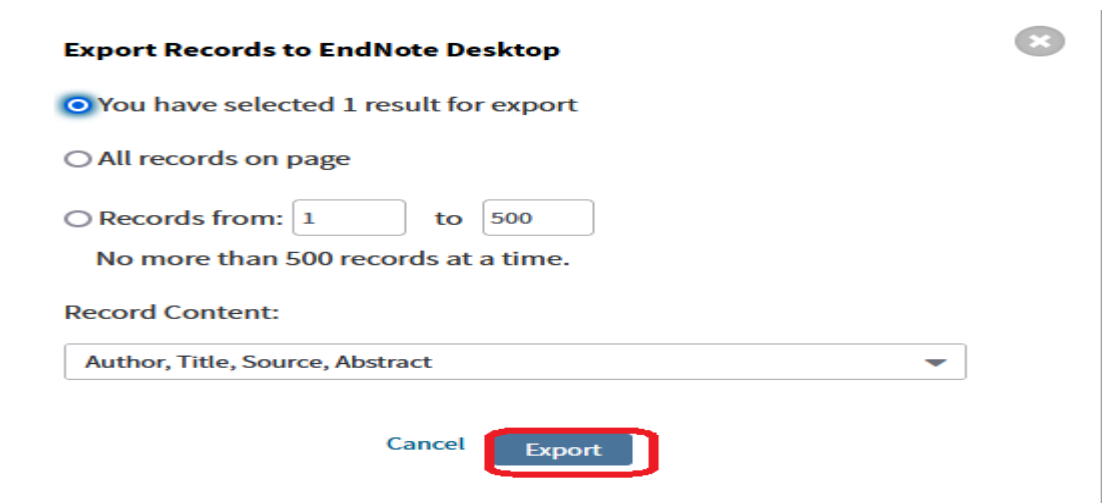 Export Records to EndNote Desktop
You have selected 1 result for export
All records on page
Records from: 1 to 500
No more than 500 records at a time.
Record Content:
Author, Title, Source, Abstract
Cancel Export